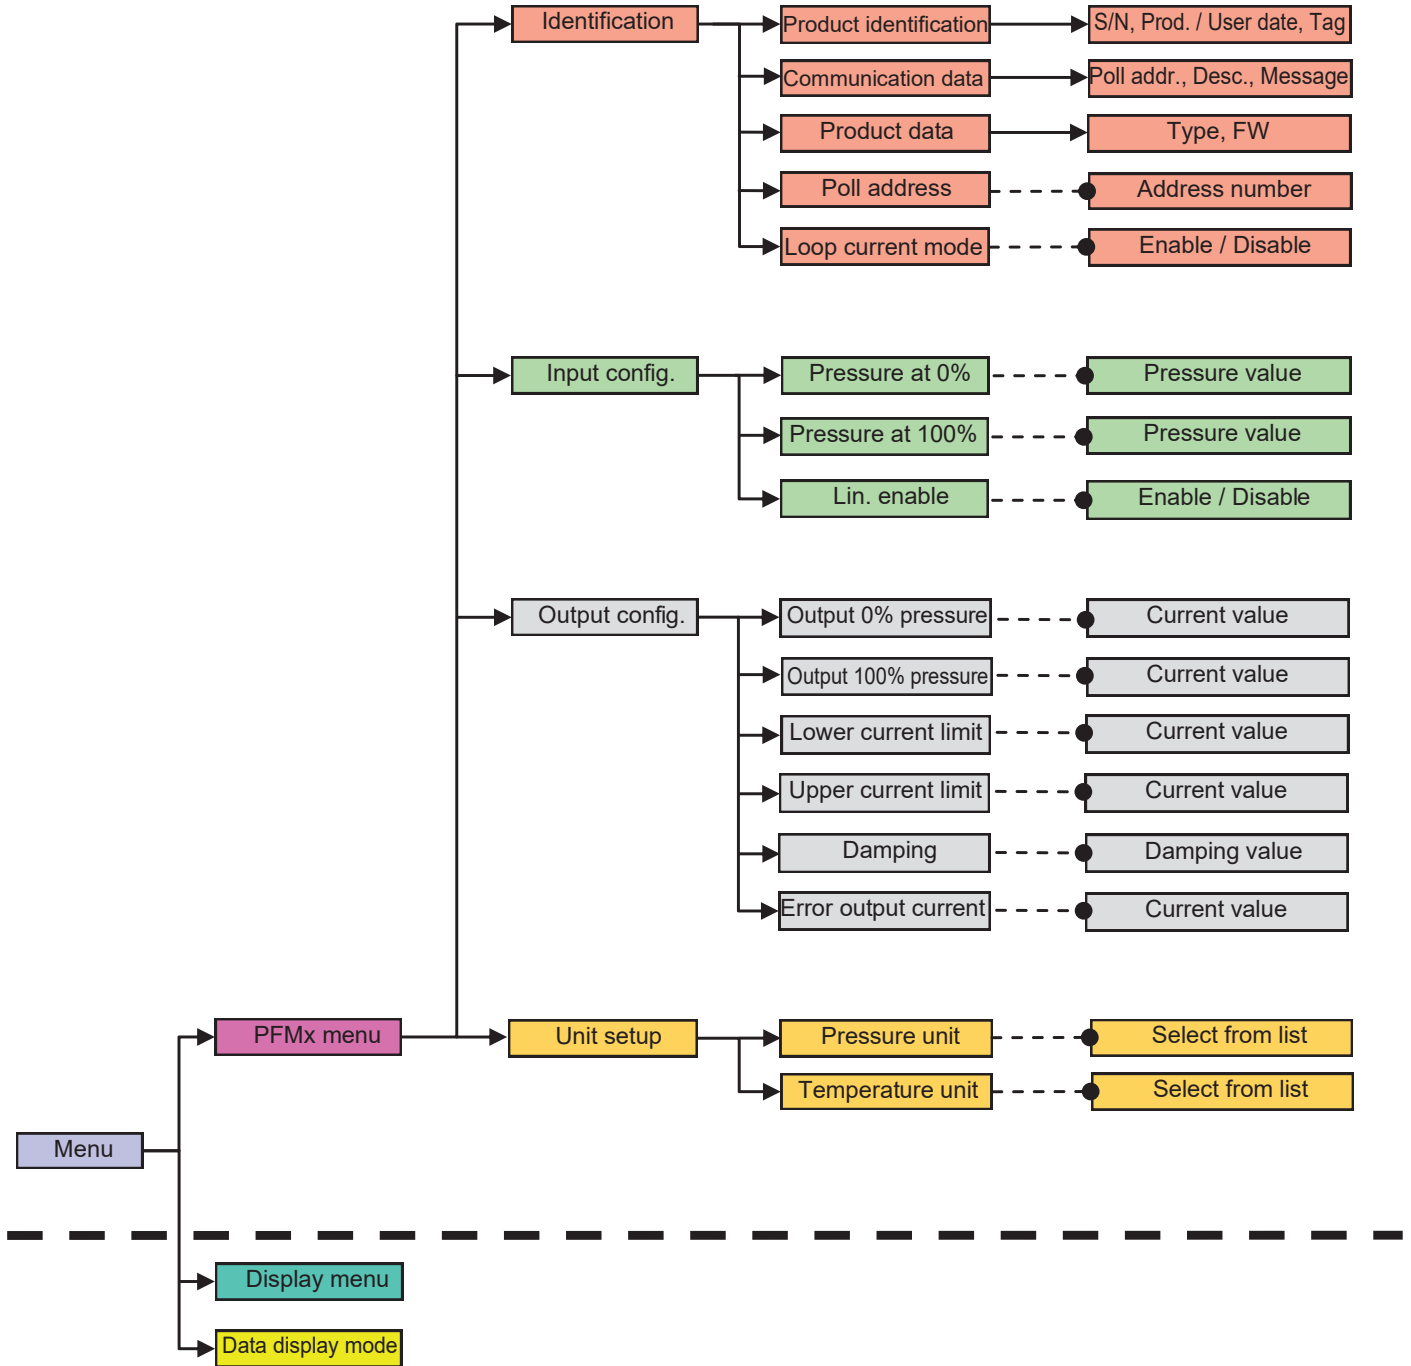 Identification
Product identification
S/N, Prod. / User date, Tag
Communication data
Poll addr., Desc., Message
Product data
Type, FW
Poll address
Address number
Loop current mode
Enable / Disable
Input config.
Pressure at 0%
Pressure value
Pressure at 100%
Pressure value
Lin. enable
Enable / Disable
Output config.
Output 0% pressure
Current value
Output 100% pressure
Current value
Lower current limit
Current value
Upper current limit
Current value
Damping
Damping value
Error output current
Current value
PFMx menu
Unit setup
Pressure unit
Select from list
Temperature unit
Select from list
Menu
Display menu
Data display mode